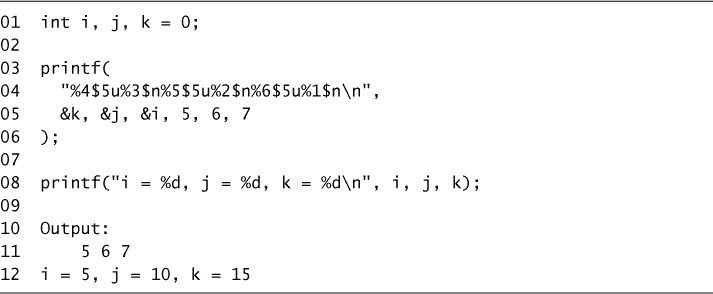 01 int i, j, k = 0;
02
03 printf(
04   "%4$5u%3$n%5$5u%2$n%6$5u%1$n\n",
05   &k, &j, &i, 5, 6, 7
06 );
07
08 printf("i = %d, j = %d, k = %d\n", i, j, k);
09
10 Output:
11     5 6 7
12 i = 5, j = 10, k = 15